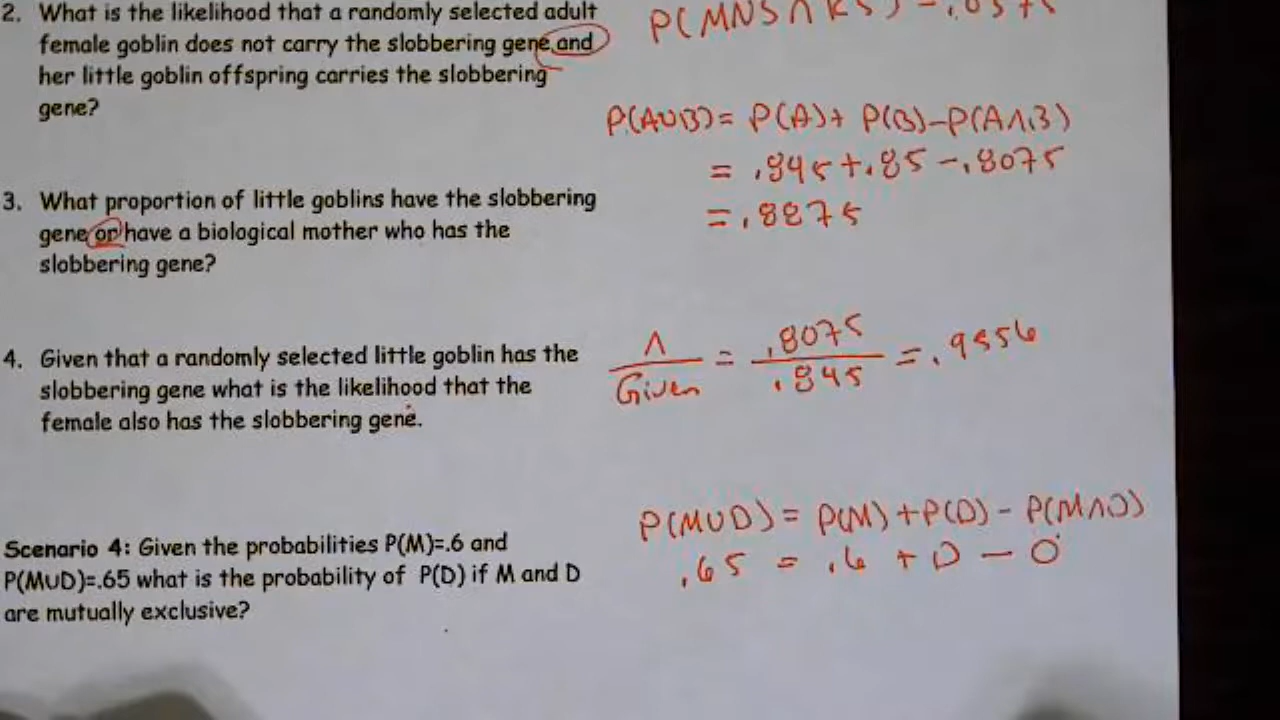 2. What is the likelihood that a randomly selected adult
female goblin does not carry the slobbering gene and
her little goblin offspring carries the slobbering
gene?
P(MNS∩KS) = .0375
P(A∪B) = P(A) + P(B) - P(A∩B)
= .845 + .85 - .8075
= .8875
3. What proportion of little goblins have the slobbering
gene or have a biological mother who has the
slobbering gene?
4. Given that a randomly selected little goblin has the
slobbering gene what is the likelihood that the
female also has the slobbering gene.
∩/Given = .8075/.845 = .9556
Scenario 4: Given the probabilities P(M)=.6 and
P(M∪D)=.65 what is the probability of P(D) if M and D
are mutually exclusive?
P(M∪D) = P(M) + P(D) - P(M∩D)
.65 = .6 + D - 0